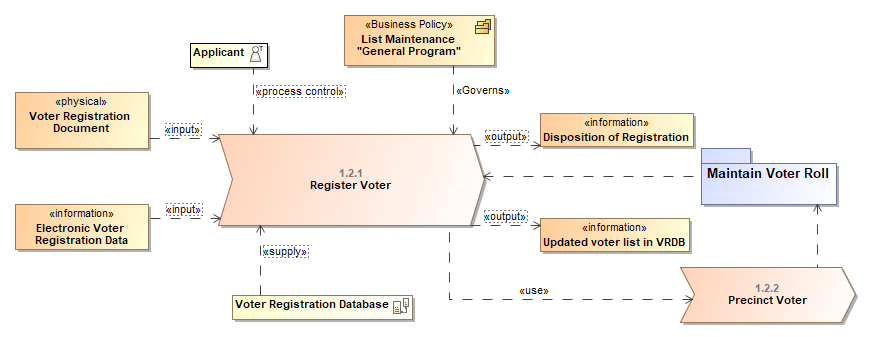 «Business Policy»
List Maintenance
"General Program"
Applicant
T
«process control»
«Governs»
«physical»
Voter Registration
Document
«input»
«output»
«information»
Disposition of Registration
1.2.1
Register Voter
Maintain Voter Roll
«information»
Electronic Voter
Registration Data
«input»
«output»
«information»
Updated voter list in VRDB
«supply»
«use»
1.2.2
Precinct Voter
Voter Registration Database